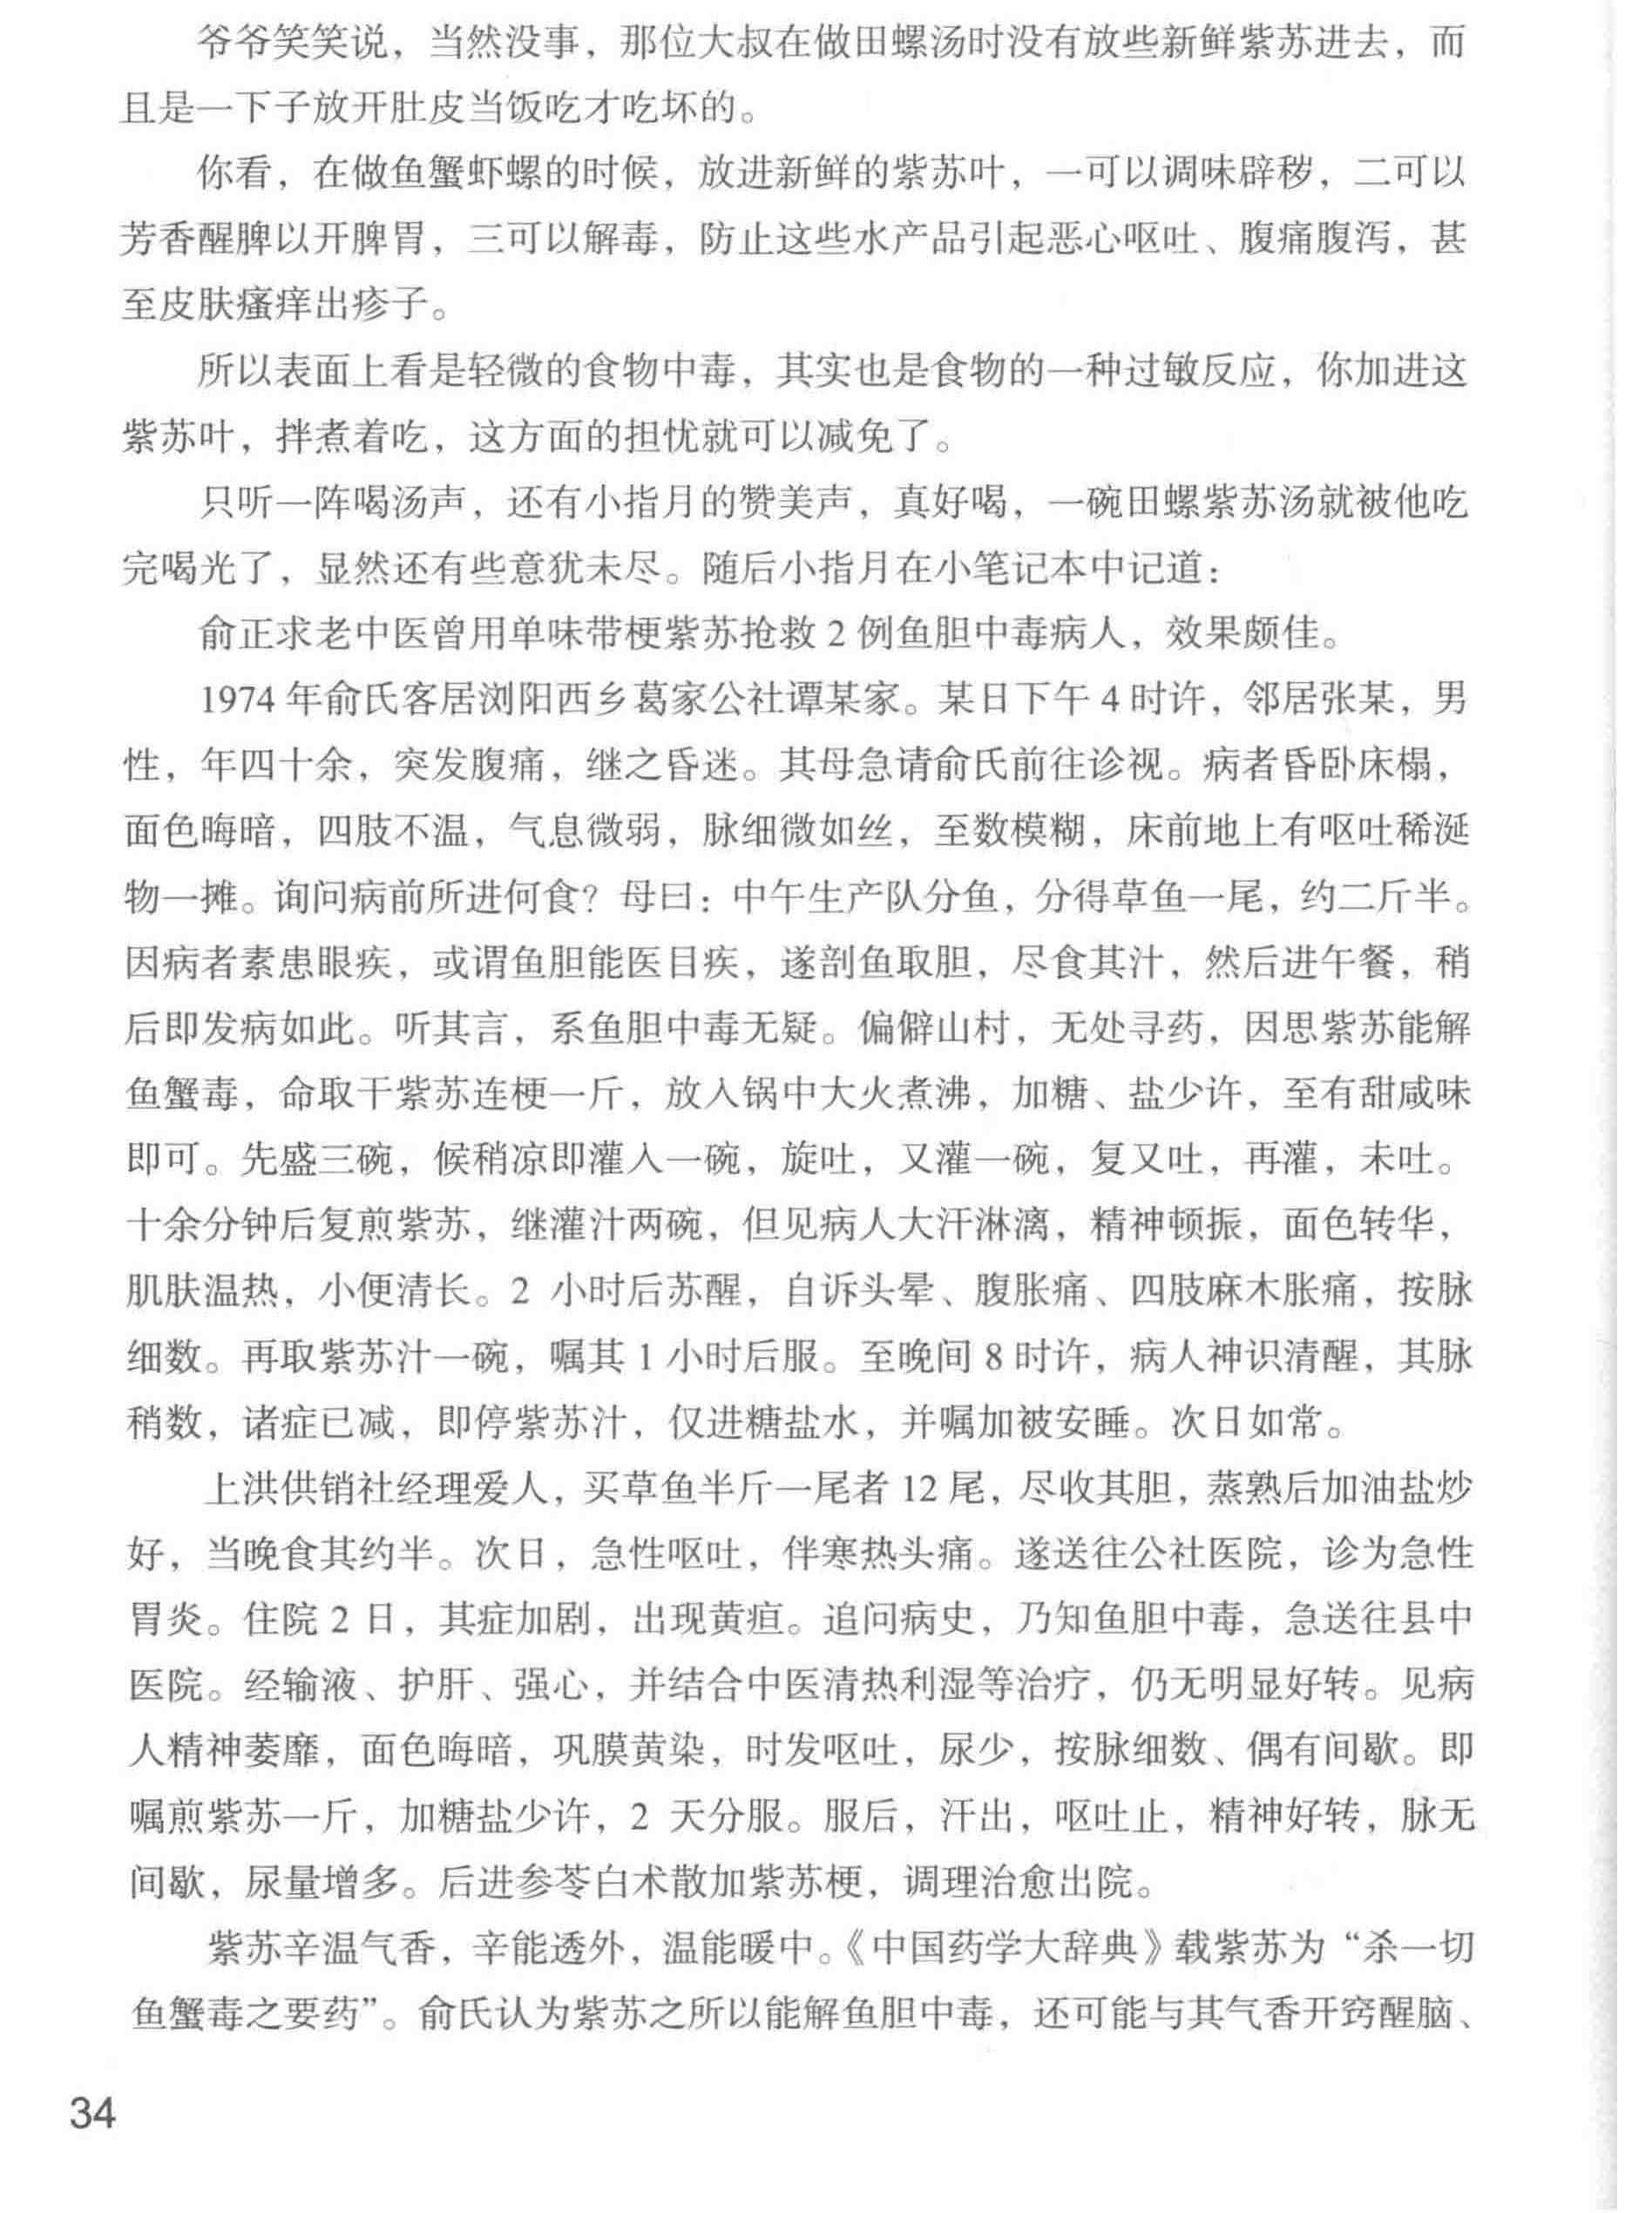 爷爷笑笑说，当然没事，那位大叔在做田螺汤时没有放些新鲜紫苏进去，而
且是一下子放开肚皮当饭吃才吃坏的。
你看，在做鱼蟹虾螺的时候，放进新鲜的紫苏叶，一可以调味辟秽，二可以
芳香醒脾以开脾胃，三可以解毒，防止这些水产品引起恶心呕吐、腹痛腹泻，甚
至皮肤瘙痒出疹子。
所以表面上看是轻微的食物中毒，其实也是食物的一种过敏反应，你加进这
紫苏叶，拌煮着吃，这方面的担忧就可以减免了。
只听一阵喝汤声，还有小指月的赞美声，真好喝，一碗田螺紫苏汤就被他吃
完喝光了，显然还有些意犹未尽。随后小指月在小笔记本中记道：
俞正求老中医曾用单味带梗紫苏抢救 2 例鱼胆中毒病人，效果颇佳。
1974 年俞氏客居浏阳西乡葛家公社谭某家。某日下午 4 时许，邻居张某，男
性，年四十余，突发腹痛，继之昏迷。其母急请俞氏前往诊视。病者昏卧床榻，
面色晦暗，四肢不温，气息微弱，脉细微如丝，至数模糊，床前地上有呕吐稀涎
物一摊。询问病前所进何食？母曰：中午生产队分鱼，分得草鱼一尾，约二斤半。
因病者素患眼疾，或谓鱼胆能医目疾，遂剖鱼取胆，尽食其汁，然后进午餐，稍
后即发病如此。听其言，系鱼胆中毒无疑。偏僻山村，无处寻药，因思紫苏能解
鱼蟹毒，命取干紫苏连梗一斤，放入锅中大火煮沸，加糖、盐少许，至有甜咸味
即可。先盛三碗，候稍凉即灌入一碗，旋吐，又灌一碗，复又吐，再灌，未吐。
十余分钟后复煎紫苏，继灌汁两碗，但见病人大汗淋漓，精神顿振，面色转华，
肌肤温热，小便清长。2 小时后苏醒，自诉头晕、腹胀痛、四肢麻木胀痛，按脉
细数。再取紫苏汁一碗，嘱其 1 小时后服。至晚间 8 时许，病人神识清醒，其脉
稍数，诸症已减，即停紫苏汁，仅进糖盐水，并嘱加被安睡。次日如常。
上洪供销社经理爱人，买草鱼半斤一尾者 12 尾，尽收其胆，蒸熟后加油盐炒
好，当晚食其约半。次日，急性呕吐，伴寒热头痛。遂送往公社医院，诊为急性
胃炎。住院 2 日，其症加剧，出现黄疸。追问病史，乃知鱼胆中毒，急送往县中
医院。经输液、护肝、强心，并结合中医清热利湿等治疗，仍无明显好转。见病
人精神萎靡，面色晦暗，巩膜黄染，时发呕吐，尿少，按脉细数、偶有间歇。即
嘱煎紫苏一斤，加糖盐少许，2 天分服。服后，汗出，呕吐止，精神好转，脉无
间歇，尿量增多。后进参苓白术散加紫苏梗，调理治愈出院。
紫苏辛温气香，辛能透外，温能暖中。《中国药学大辞典》载紫苏为“杀一切
鱼蟹毒之要药”。俞氏认为紫苏之所以能解鱼胆中毒，还可能与其气香开窍醒脑、
34